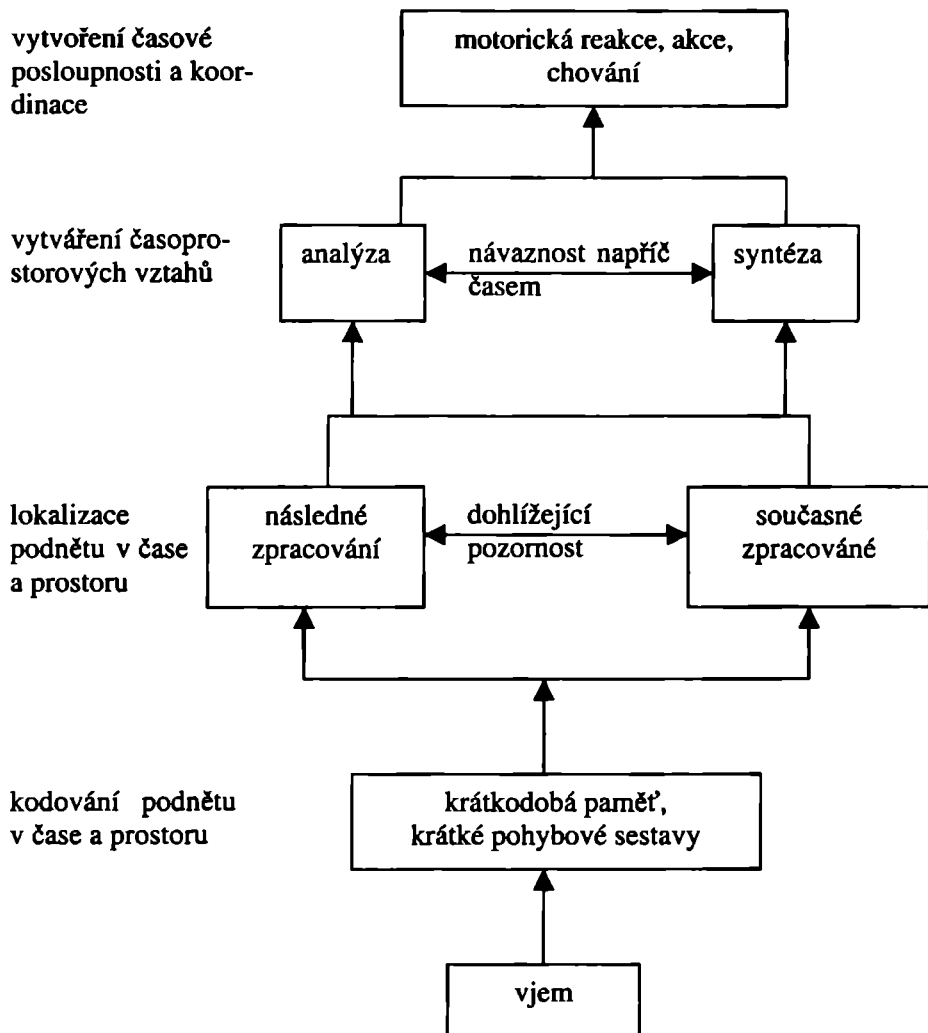 vytvoření časové
posloupnosti a koor-
dinace
motorická reakce, akce,
chování
vytváření časopro-
storových vztahů
analýza
návaznost napříč
časem
syntéza
lokalizace
podnětu v čase
a prostoru
následné
zpracování
dohlížející
pozornost
současné
zpracováné
kodování podnětu
v čase a prostoru
krátkodobá paměť,
krátké pohybové sestavy
vjem